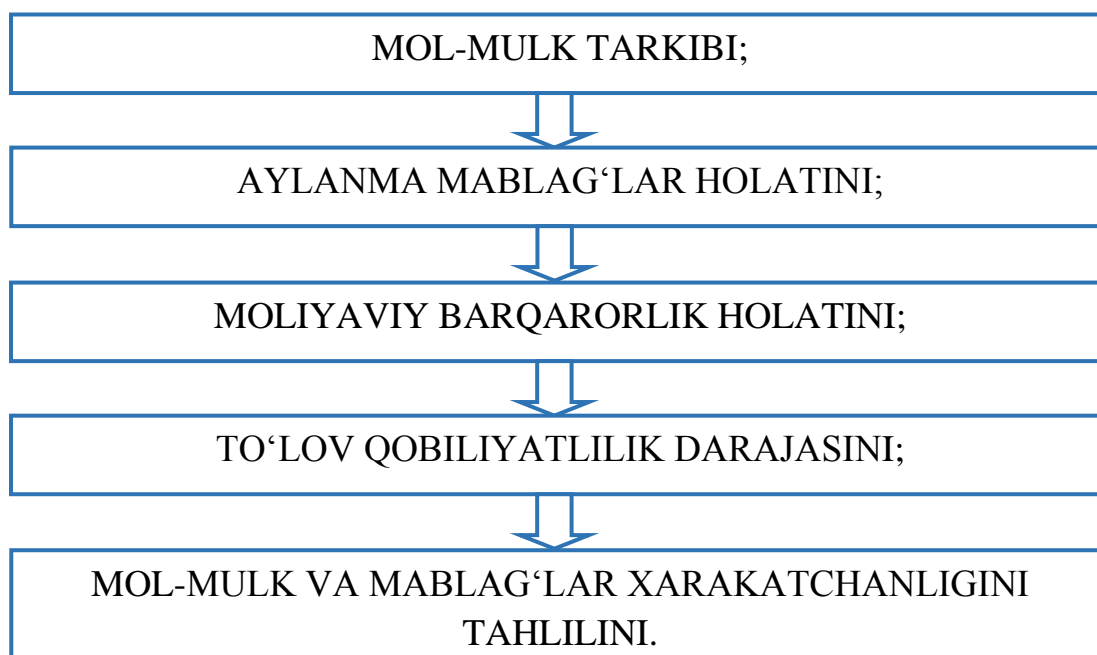 MOL-MULK TARKIBI;
AYLANMA MABLAG‘LAR HOLATINI;
MOLIYAVIY BARQARORLIK HOLATINI;
TO‘LOV QOBILIYATLILIK DARAJASINI;
MOL-MULK VA MABLAG‘LAR XARAKATCHANLIGINI
TAHLILINI.